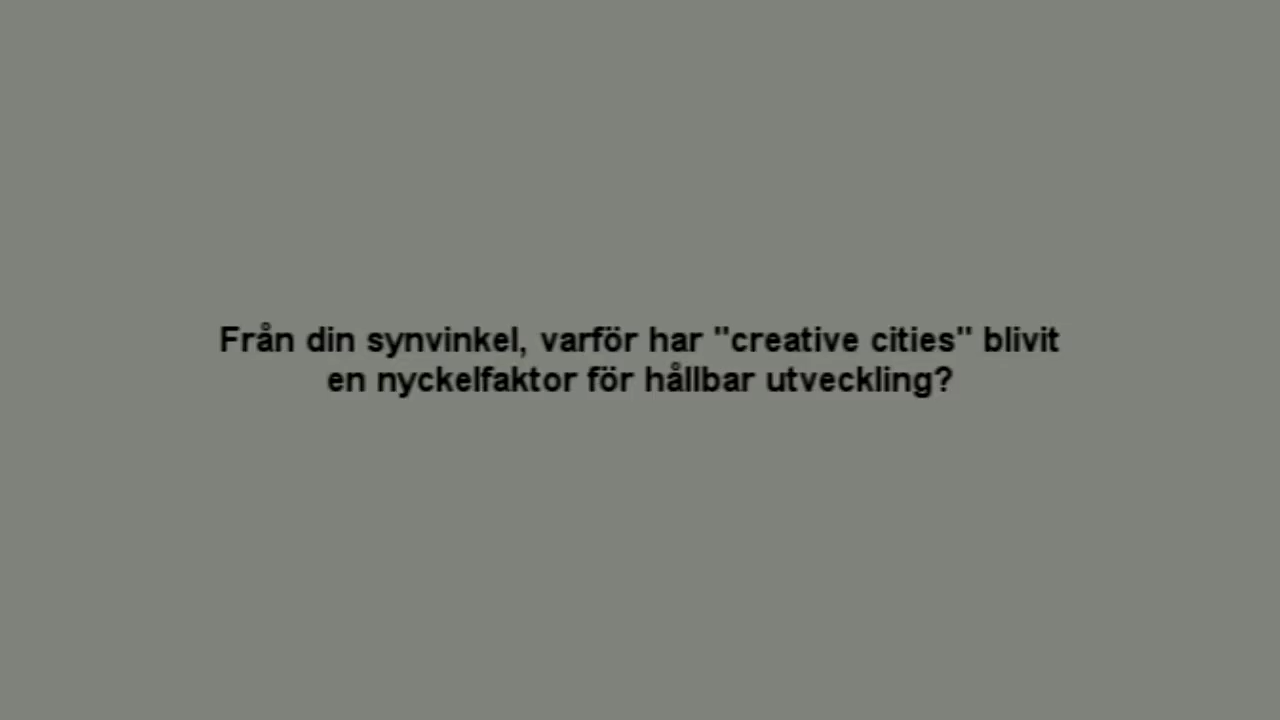 Från din synvinkel, varför har "creative cities" blivit
en nyckelfaktor för hållbar utveckling?